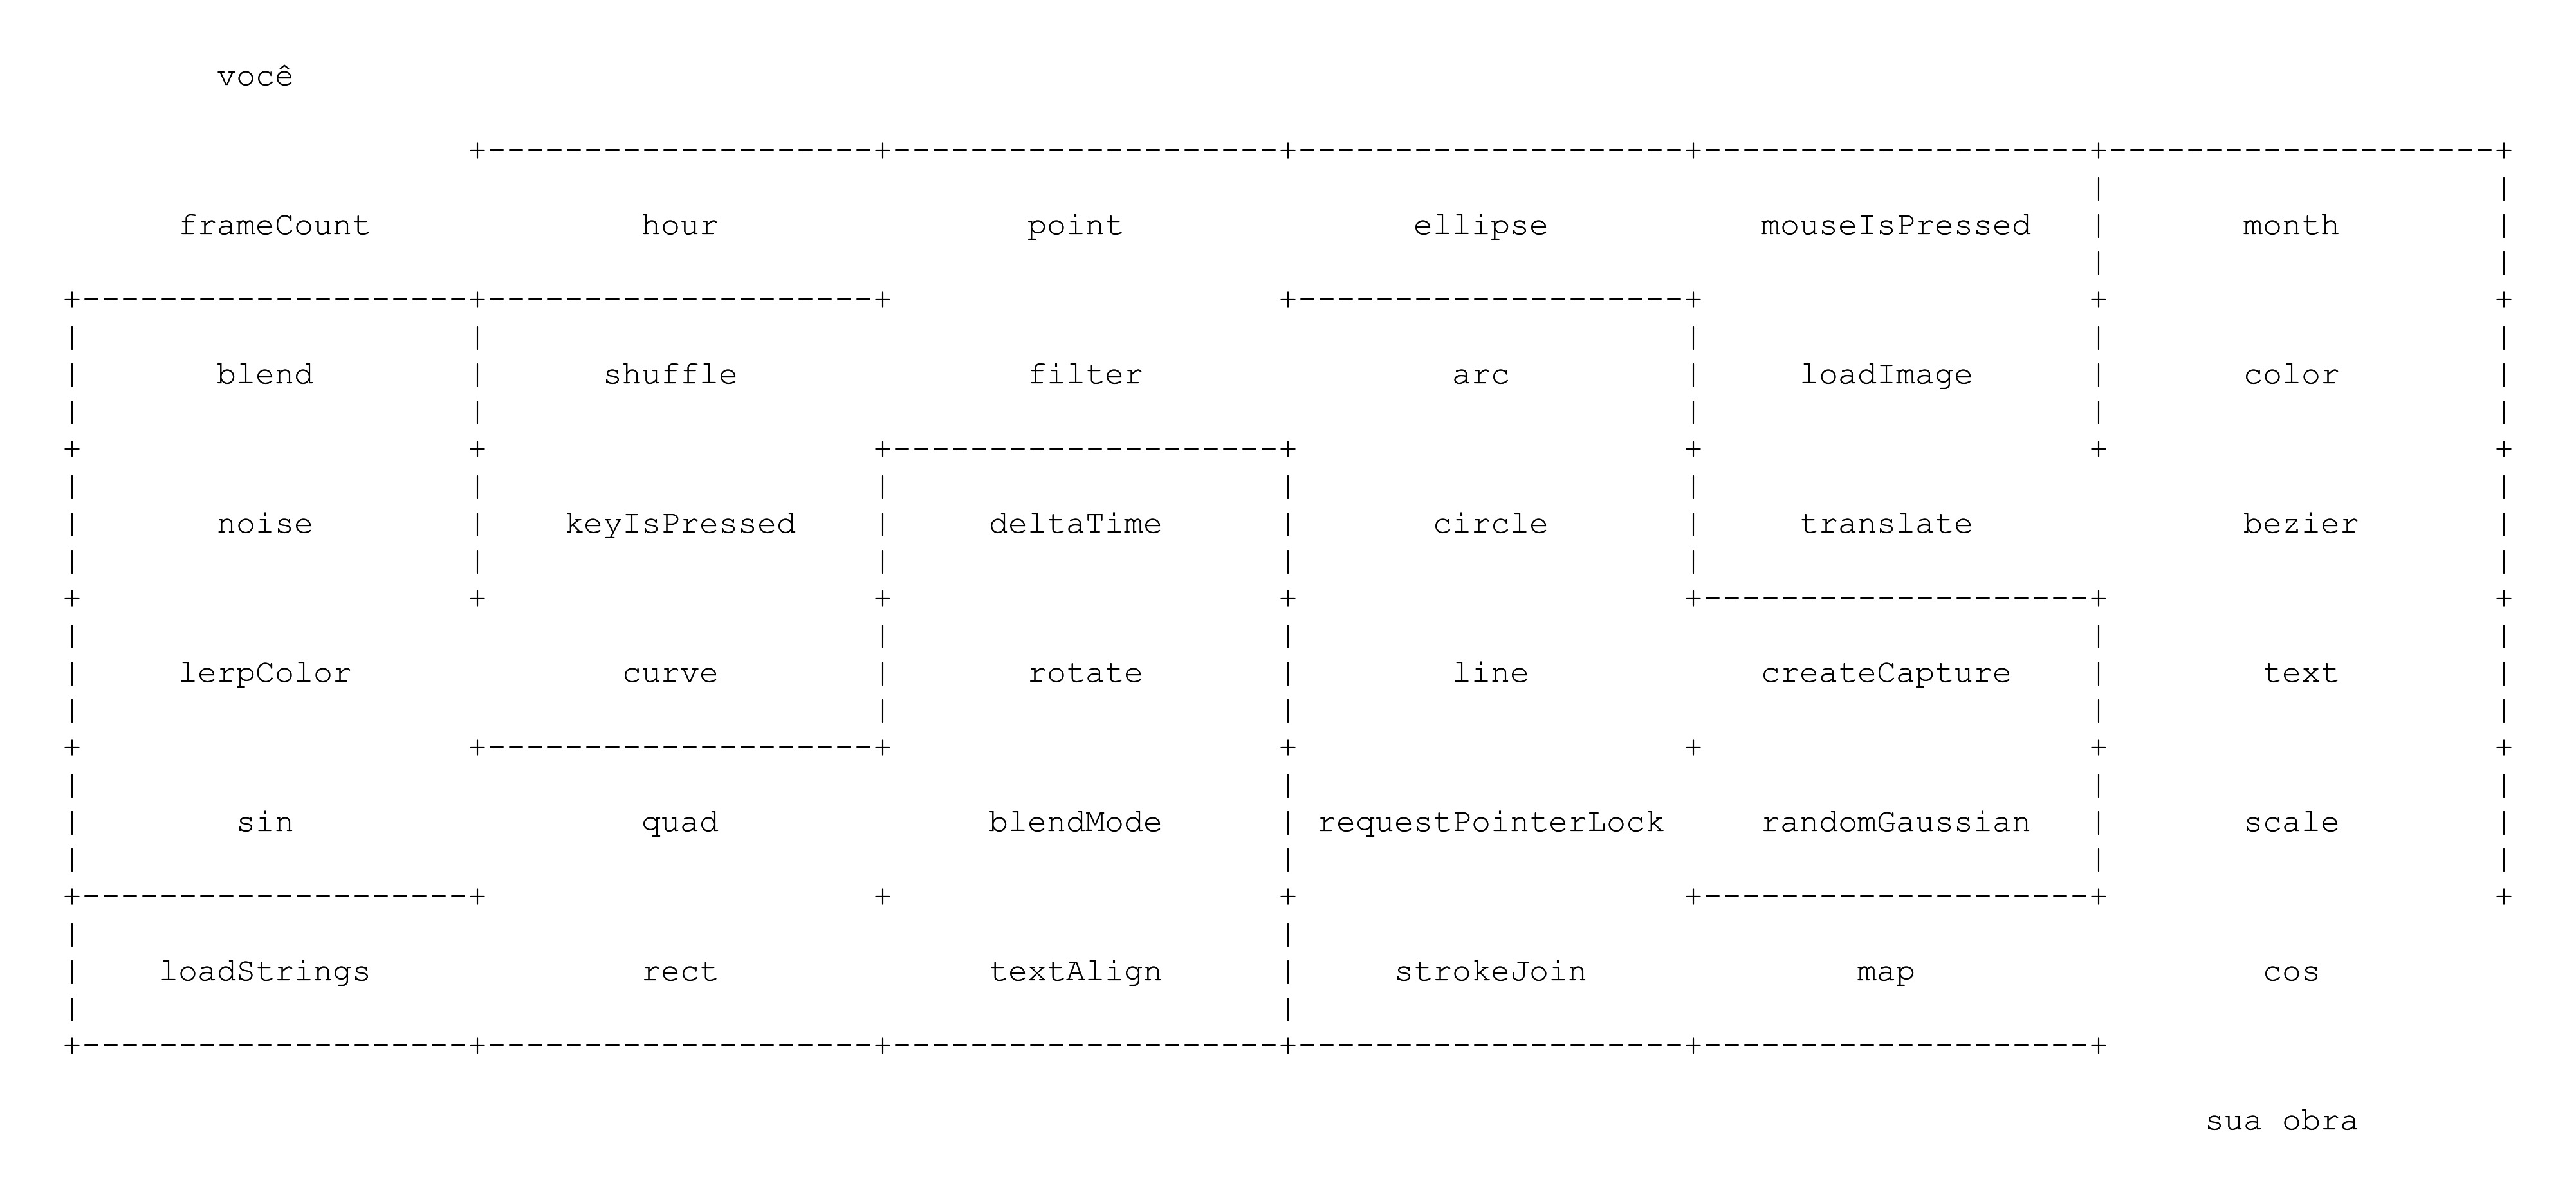 você
frameCount hour point ellipse mouseIsPressed month
blend shuffle filter arc loadImage color
noise keyIsPressed deltaTime circle translate bezier
lerpColor curve rotate line createCapture text
sin quad blendMode requestPointerLock randomGaussian scale
loadStrings rect textAlign strokeJoin map cos
sua obra